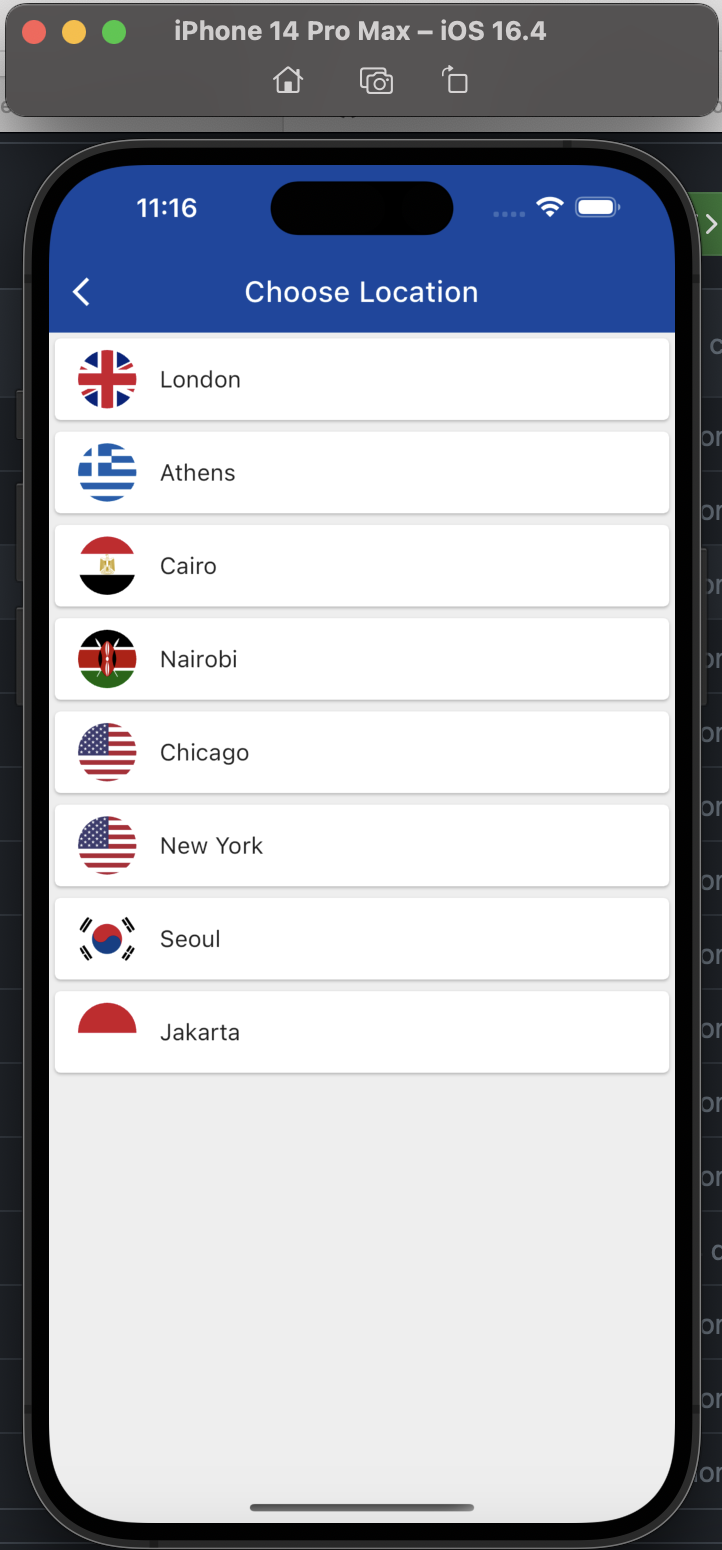 iPhone 14 Pro Max – iOS 16.4
11:16
Choose Location
London
Athens
Cairo
Nairobi
Chicago
New York
Seoul
Jakarta